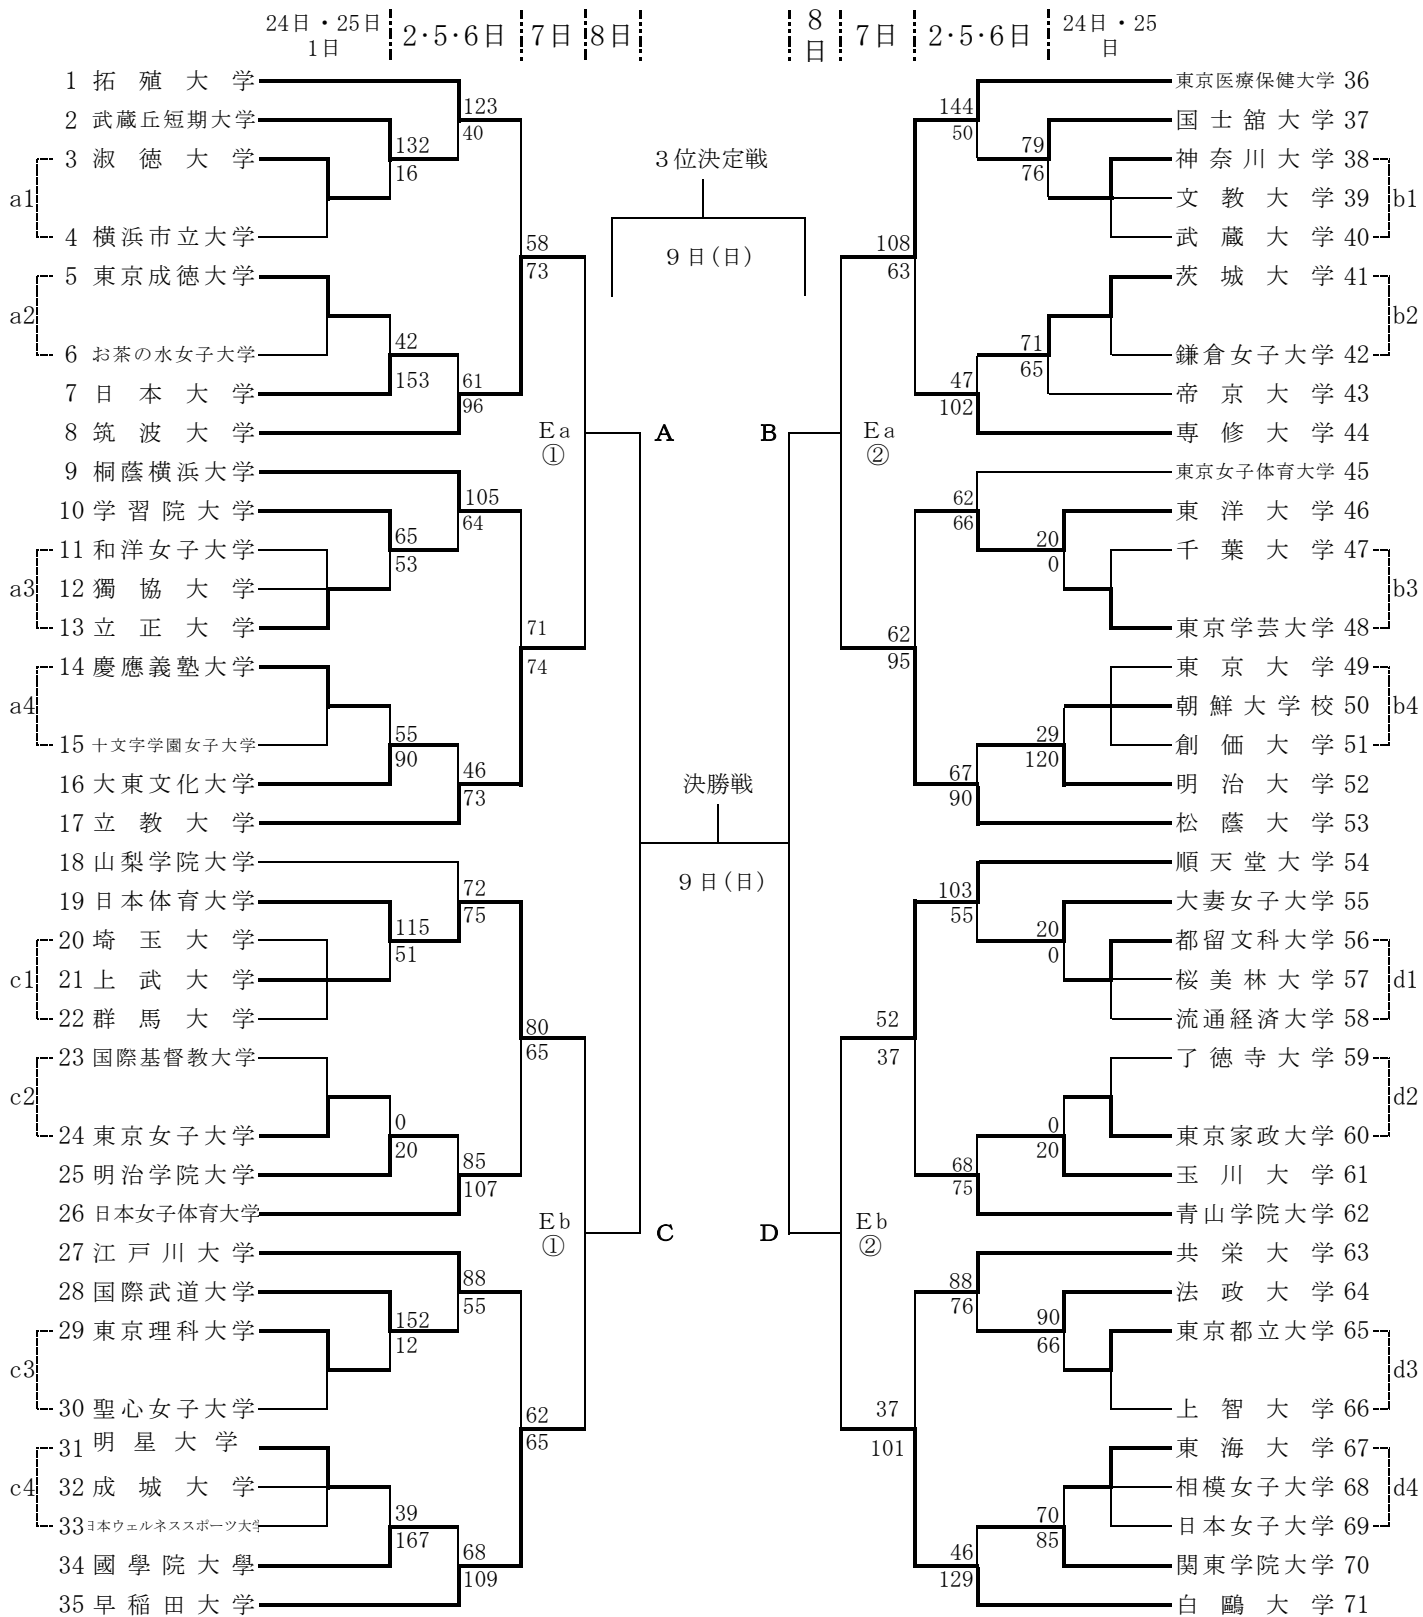 24日・25日
1日
2･5･6日
7日
8日
8
日
7日
2･5･6日
24日・25
日
1 拓殖大学
2 武蔵丘短期大学
3 淑徳大学
4 横浜市立大学
5 東京成徳大学
6 お茶の水女子大学
7 日本大学
8 筑波大学
9 桐蔭横浜大学
10 学習院大学
11 和洋女子大学
12 獨協大学
13 立正大学
14 慶應義塾大学
15 十文字学園女子大学
16 大東文化大学
17 立教大学
18 山梨学院大学
19 日本体育大学
20 埼玉大学
21 上武大学
22 群馬大学
23 国際基督教大学
24 東京女子大学
25 明治学院大学
26 日本女子体育大学
27 江戸川大学
28 国際武道大学
29 東京理科大学
30 聖心女子大学
31 明星大学
32 成城大学
33 日本ウェルネススポーツ大学
34 國學院大學
35 早稲田大学
a1
a2
a3
a4
c1
c2
c3
c4
132
16
42
153
65
53
55
90
115
51
0
20
152
12
39
167
123
40
61
96
105
64
46
73
72
75
85
107
88
55
68
109
58
73
71
74
80
65
62
65
Ea
①
Eb
①
A
C
3位決定戦
9日(日)
決勝戦
9日(日)
B
D
Ea
②
Eb
②
108
63
62
95
52
37
37
101
144
50
47
102
62
66
67
90
103
55
68
75
88
76
46
129
79
76
71
65
20
0
29
120
20
0
0
20
90
66
70
85
東京医療保健大学 36
国士舘大学 37
神奈川大学 38
文教大学 39
武蔵大学 40
茨城大学 41
鎌倉女子大学 42
帝京大学 43
専修大学 44
東京女子体育大学 45
東洋大学 46
千葉大学 47
東京学芸大学 48
東京大学 49
朝鮮大学校 50
創価大学 51
明治大学 52
松蔭大学 53
順天堂大学 54
大妻女子大学 55
都留文科大学 56
桜美林大学 57
流通経済大学 58
了徳寺大学 59
東京家政大学 60
玉川大学 61
青山学院大学 62
共栄大学 63
法政大学 64
東京都立大学 65
上智大学 66
東海大学 67
相模女子大学 68
日本女子大学 69
関東学院大学 70
白鷗大学 71
b1
b2
b3
b4
d1
d2
d3
d4